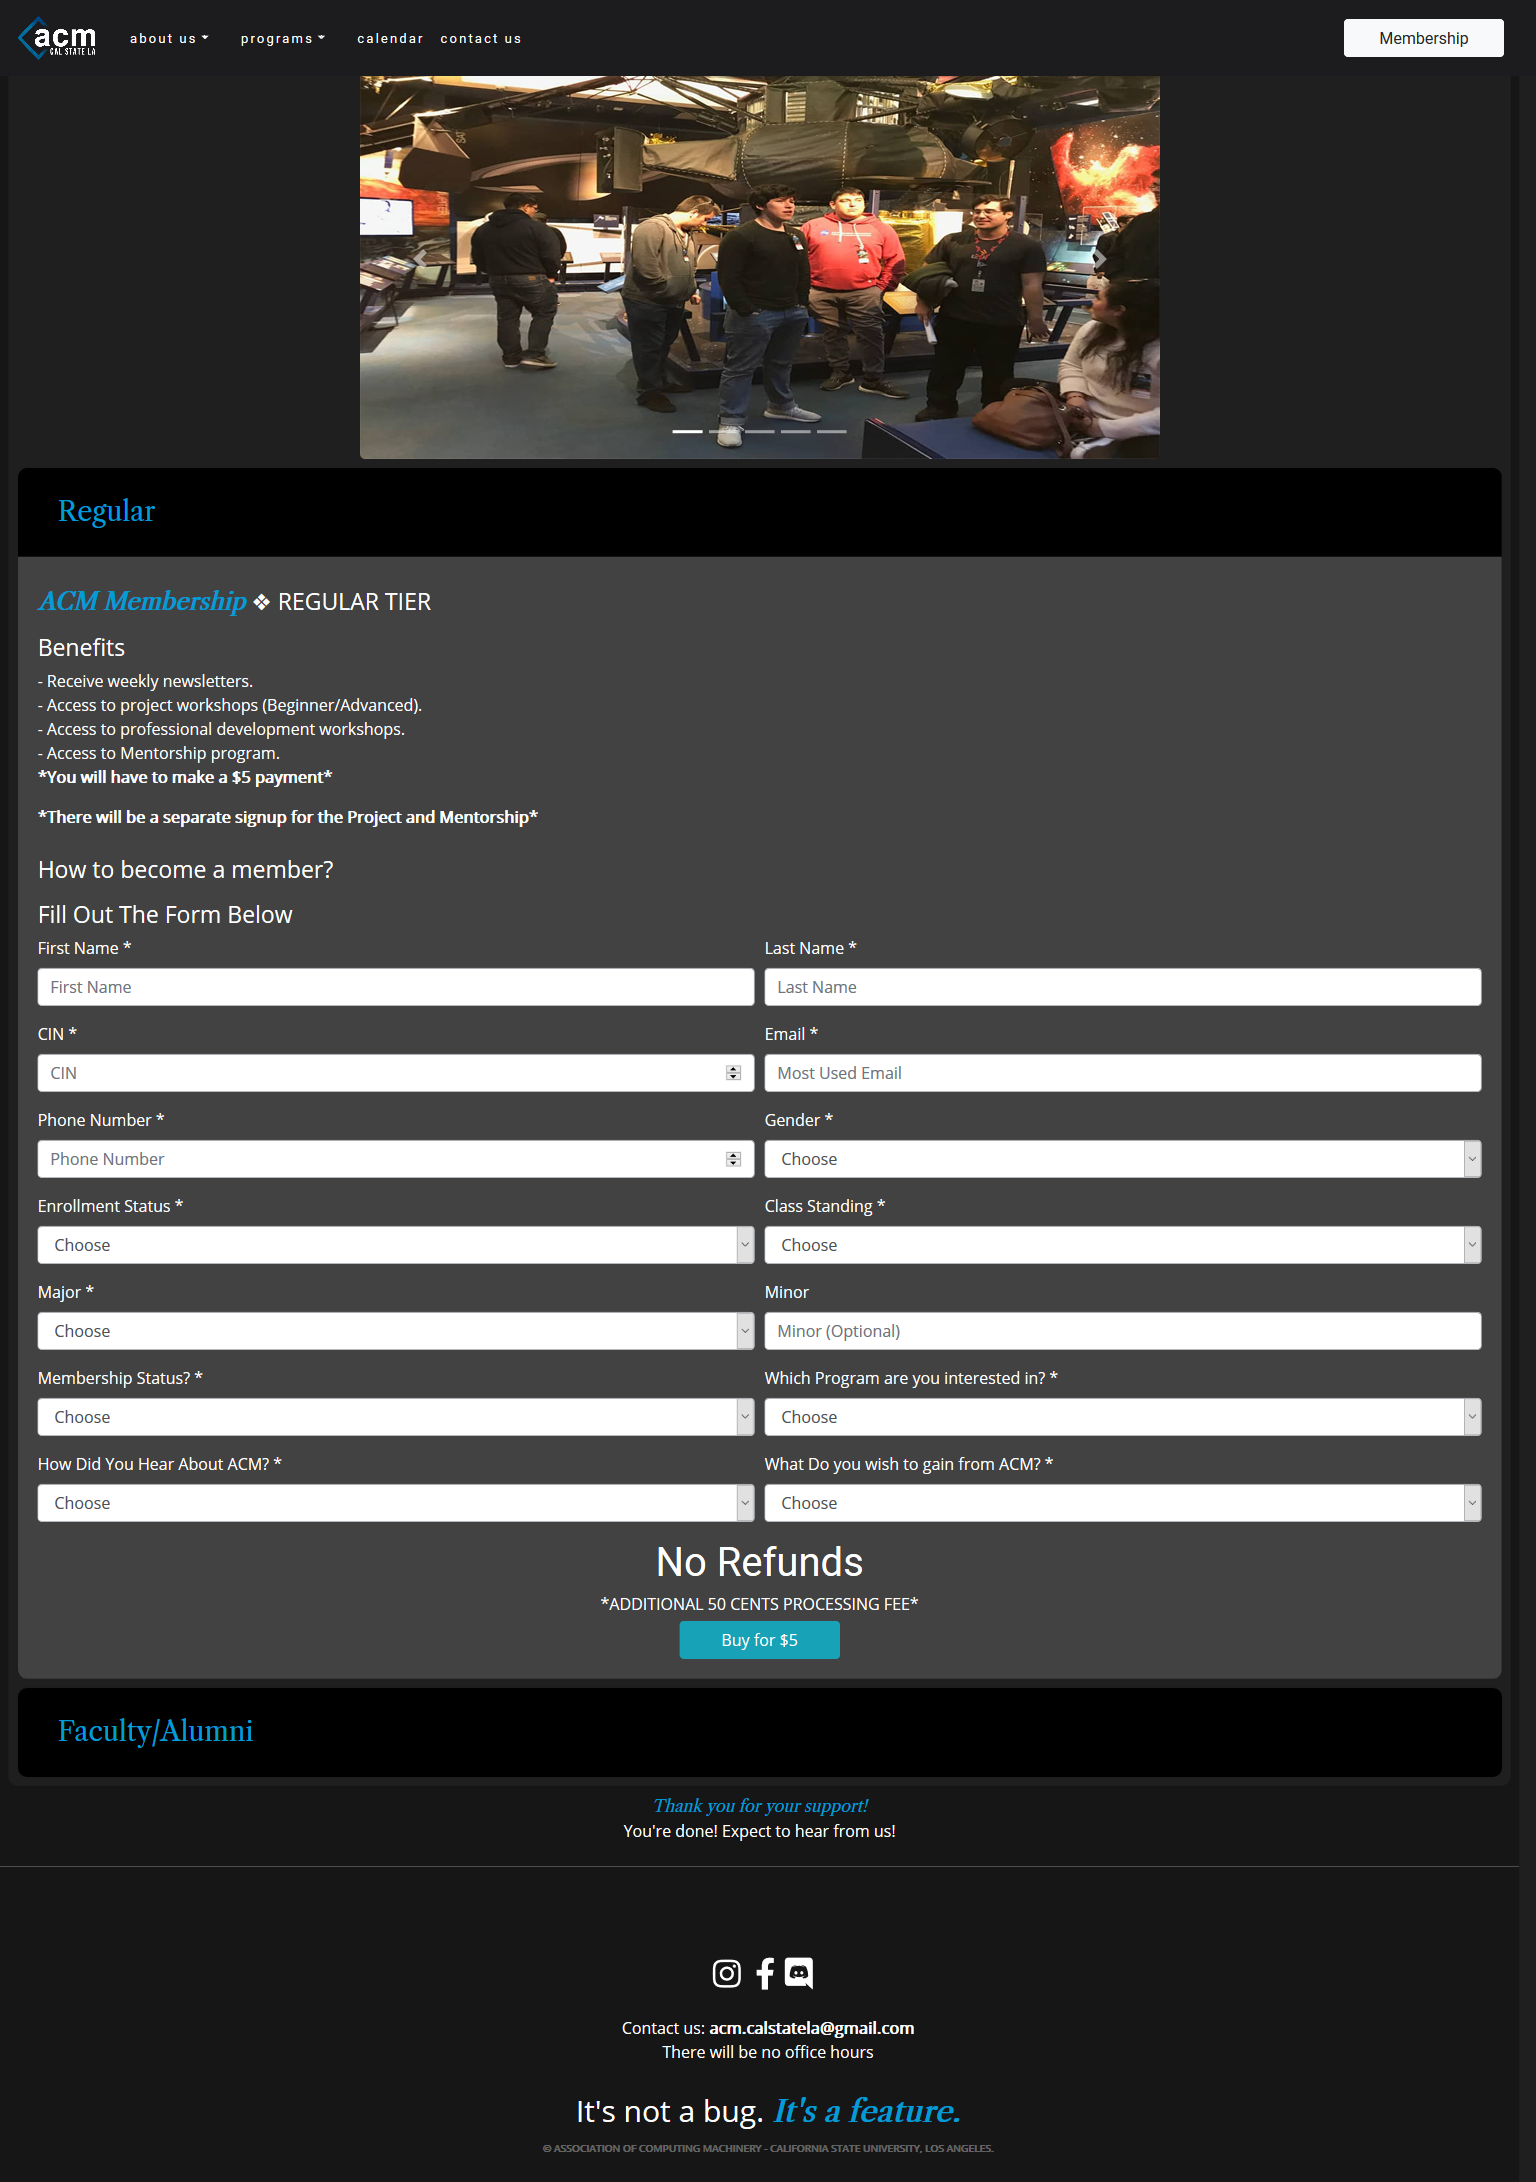 acm
CAL STATE LA
about us
programs
calendar
contact us
Membership
Regular
ACM Membership ❖ REGULAR TIER
Benefits
- Receive weekly newsletters.
- Access to project workshops (Beginner/Advanced).
- Access to professional development workshops.
- Access to Mentorship program.
*You will have to make a $5 payment*
*There will be a separate signup for the Project and Mentorship*
How to become a member?
Fill Out The Form Below
First Name *
Last Name *
First Name
Last Name
CIN *
Email *
CIN
Most Used Email
Phone Number *
Gender *
Phone Number
Choose
Enrollment Status *
Class Standing *
Choose
Choose
Major *
Minor
Choose
Minor (Optional)
Membership Status? *
Which Program are you interested in? *
Choose
Choose
How Did You Hear About ACM? *
What Do you wish to gain from ACM? *
Choose
Choose
No Refunds
*ADDITIONAL 50 CENTS PROCESSING FEE*
Buy for $5
Faculty/Alumni
Thank you for your support!
You're done! Expect to hear from us!
Contact us: acm.calstatela@gmail.com
There will be no office hours
It's not a bug. It's a feature.
© ASSOCIATION OF COMPUTING MACHINERY - CALIFORNIA STATE UNIVERSITY, LOS ANGELES.